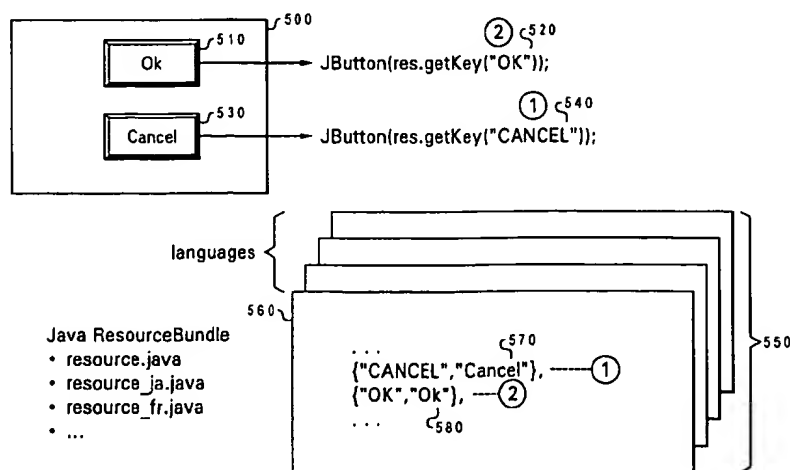 500
510
Ok
② 520
JButton(res.getKey("OK"));
530
Cancel
① 540
JButton(res.getKey("CANCEL"));
languages
560
550
Java ResourceBundle
• resource.java
• resource_ja.java
• resource_fr.java
• ...
. . .
570
{"CANCEL","Cancel"}, ①
{"OK","Ok"}, ②
. . .
580